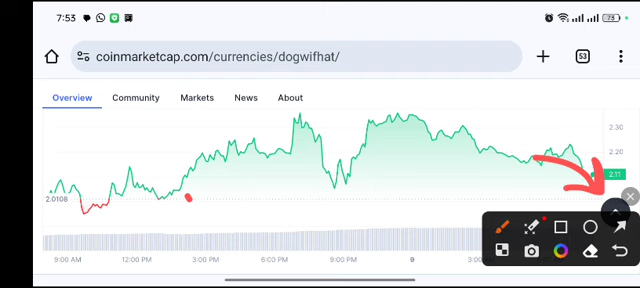 7:53
73
coinmarketcap.com/currencies/dogwifhat/
53
Overview Community Markets News About
2.30
2.20
2.11
2.0108
9:00 AM 12:00 PM 3:00 PM 6:00 PM 9:00 PM 9 3:00